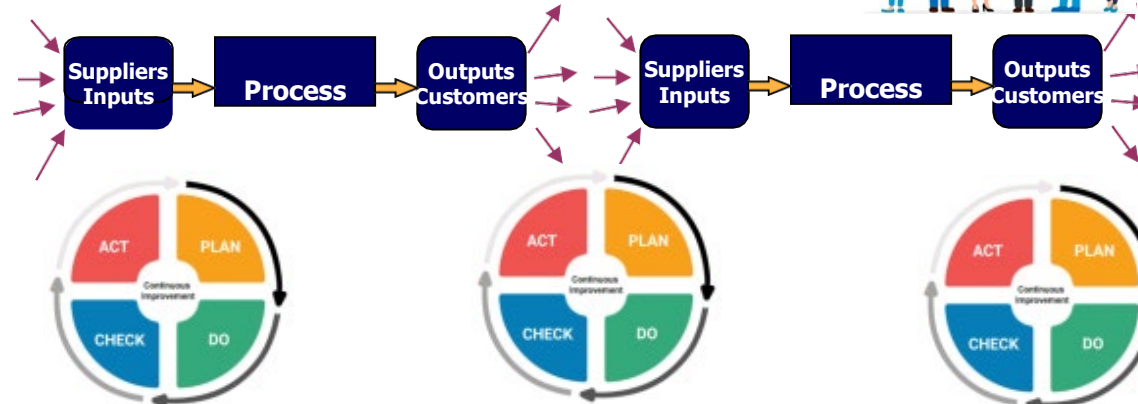 Suppliers
Inputs
Process
Outputs
Customers
Suppliers
Inputs
Process
Outputs
Customers
ACT
PLAN
Continuous
Improvement
CHECK
DO
ACT
PLAN
Continuous
Improvement
CHECK
DO
ACT
PLAN
Continuous
Improvement
CHECK
DO